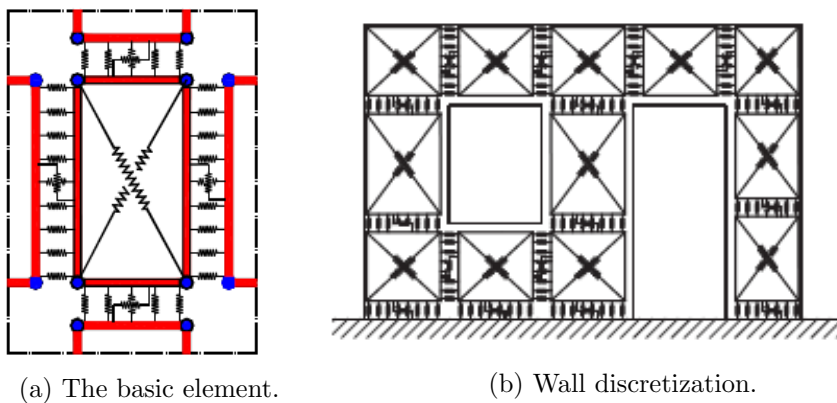 (a) The basic element.
(b) Wall discretization.